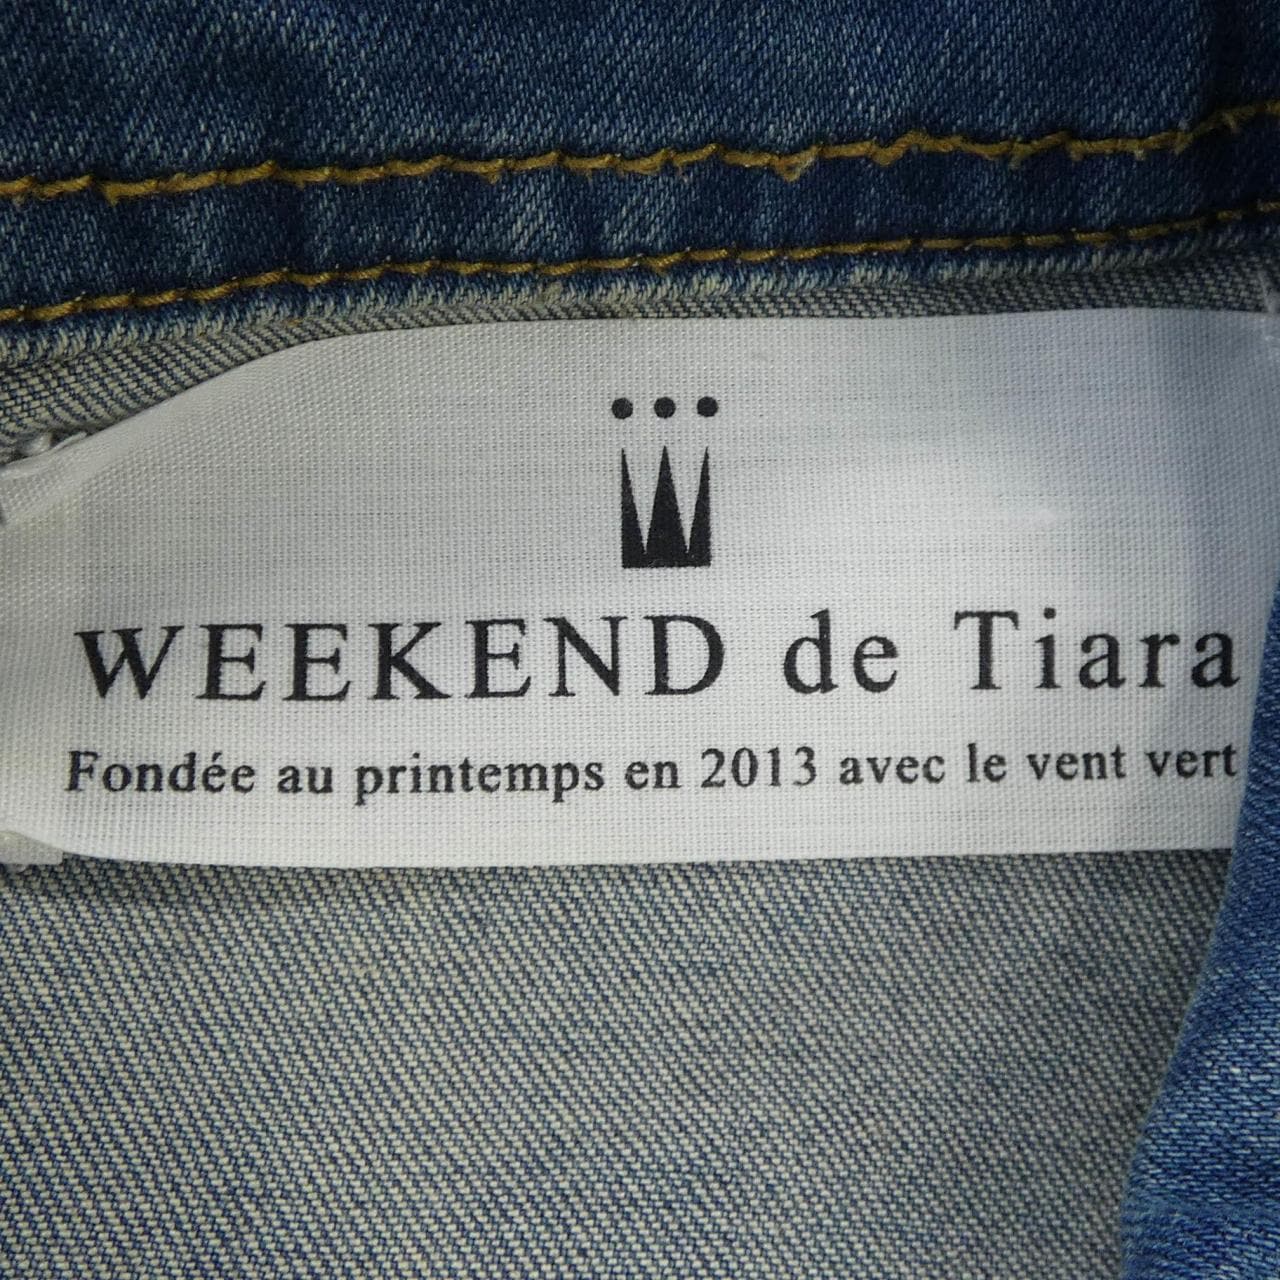 WEEKEND de Tiara
Fondée au printemps en 2013 avec le vent vert